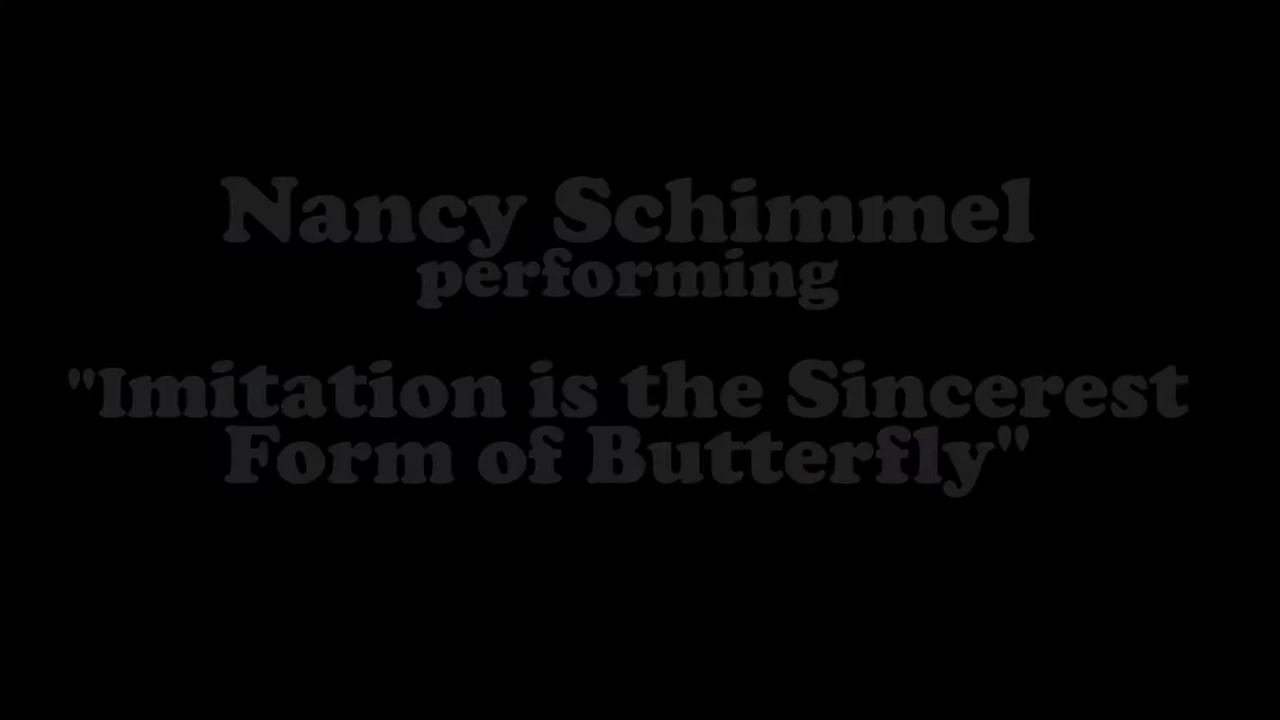 Nancy Schimmel
performing
"Imitation is the Sincerest
Form of Butterfly"